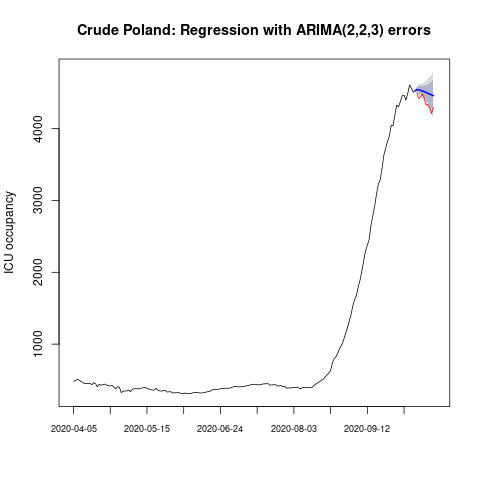 Crude Poland: Regression with ARIMA(2,2,3) errors
ICU occupancy
4000
3000
2000
1000
2020-04-05 2020-05-15 2020-06-24 2020-08-03 2020-09-12